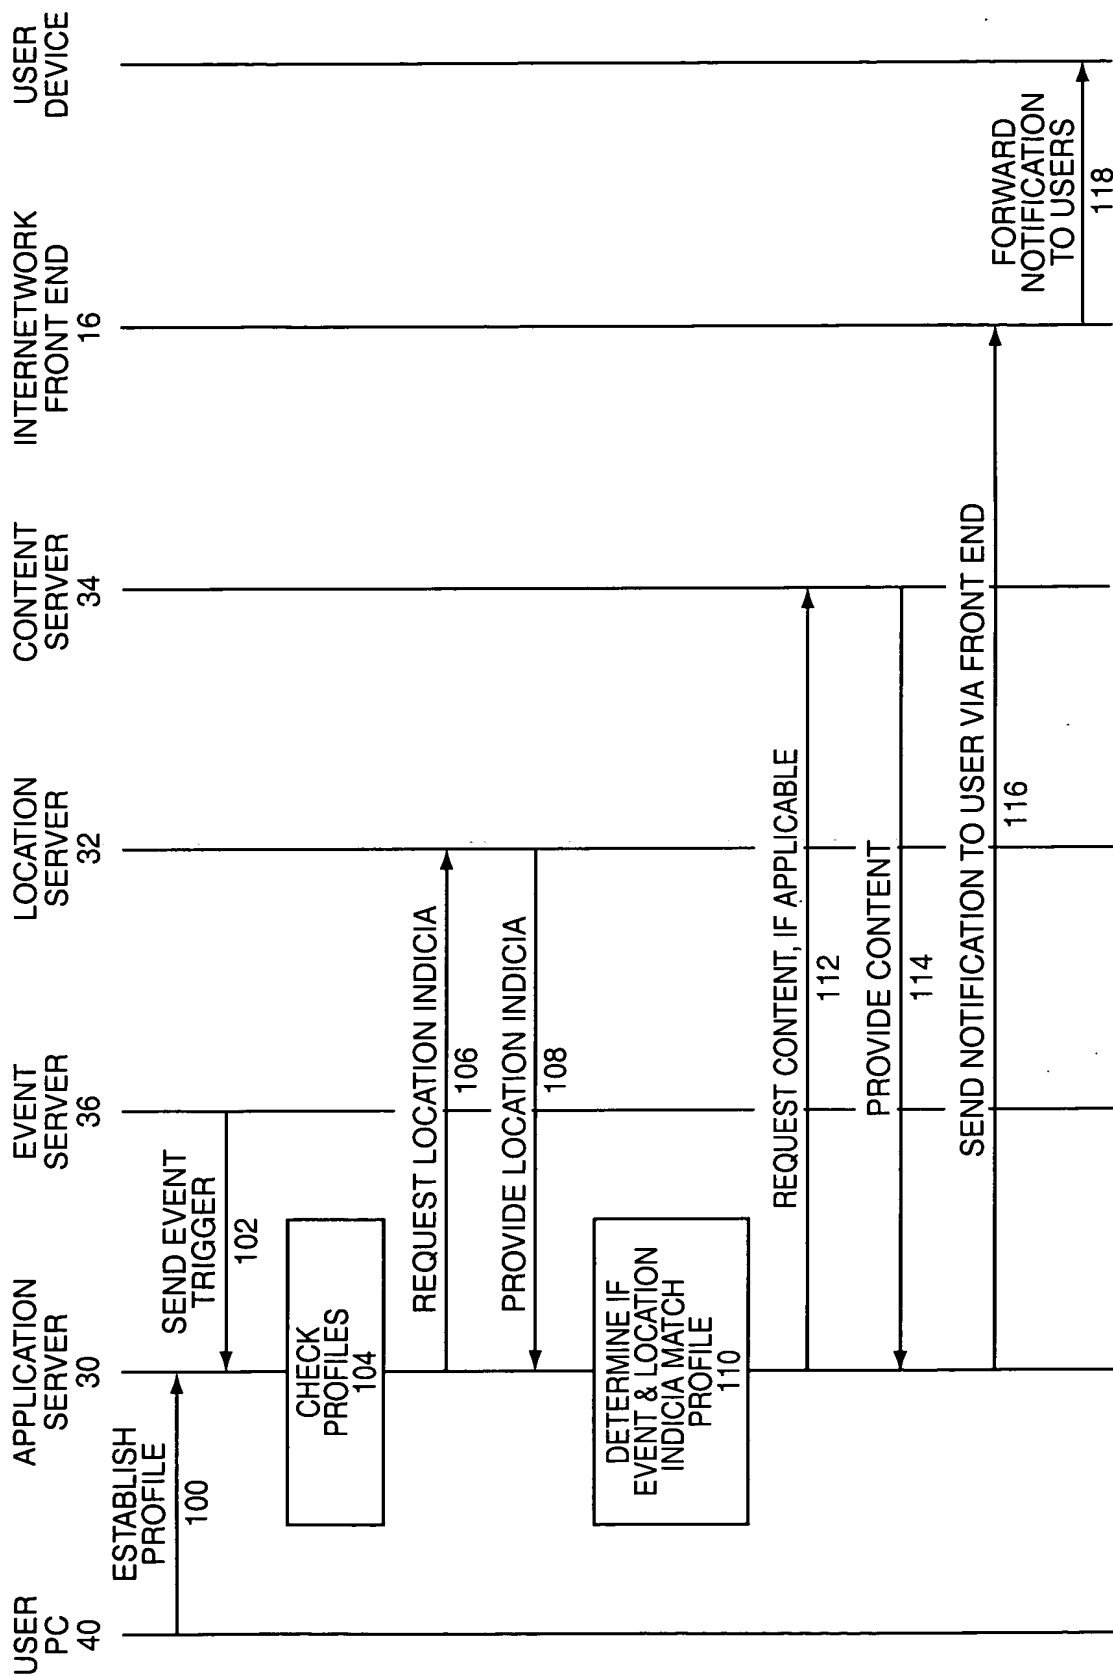 USER
PC
40
APPLICATION
SERVER
30
EVENT
SERVER
36
LOCATION
SERVER
32
CONTENT
SERVER
34
INTERNETWORK
FRONT END
16
USER
DEVICE
ESTABLISH
PROFILE
100
SEND EVENT
TRIGGER
102
CHECK
PROFILES
104
REQUEST LOCATION INDICIA
106
PROVIDE LOCATION INDICIA
108
DETERMINE IF
EVENT & LOCATION
INDICIA MATCH
PROFILE
110
REQUEST CONTENT, IF APPLICABLE
112
PROVIDE CONTENT
114
SEND NOTIFICATION TO USER VIA FRONT END
116
FORWARD
NOTIFICATION
TO USERS
118